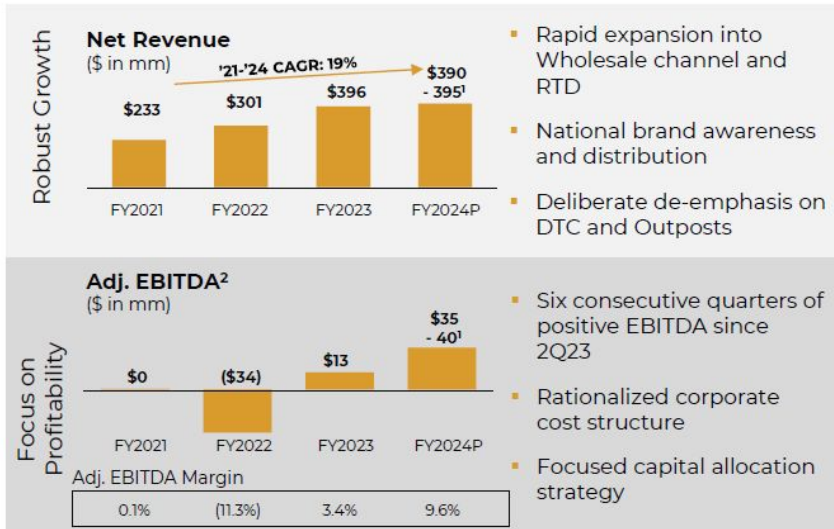 Robust Growth
Net Revenue
($ in mm)
'21-'24 CAGR: 19%
$233
$301
$396
$390
- 395¹
FY2021
FY2022
FY2023
FY2024P
▪ Rapid expansion into
Wholesale channel and
RTD
▪ National brand awareness
and distribution
▪ Deliberate de-emphasis on
DTC and Outposts
Focus on
Profitability
Adj. EBITDA²
($ in mm)
$0
($34)
$13
$35
- 40¹
FY2021
FY2022
FY2023
FY2024P
Adj. EBITDA Margin
0.1%
(11.3%)
3.4%
9.6%
▪ Six consecutive quarters of
positive EBITDA since
2Q23
▪ Rationalized corporate
cost structure
▪ Focused capital allocation
strategy